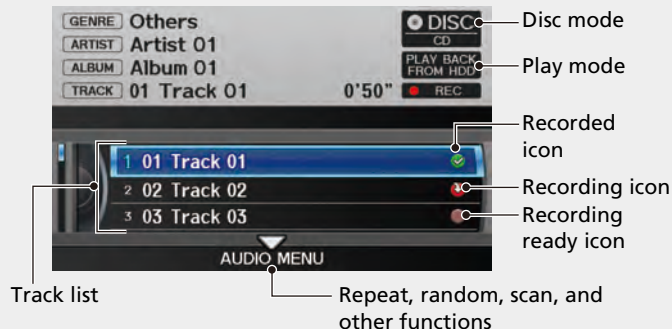 GENRE Others
ARTIST Artist 01
ALBUM Album 01
TRACK 01 Track 01 0'50"
DISC
CD
PLAY BACK
FROM HDD
REC
Disc mode
Play mode
1 01 Track 01
2 02 Track 02
3 03 Track 03
AUDIO MENU
Recorded
icon
Recording icon
Recording
ready icon
Track list
Repeat, random, scan, and
other functions